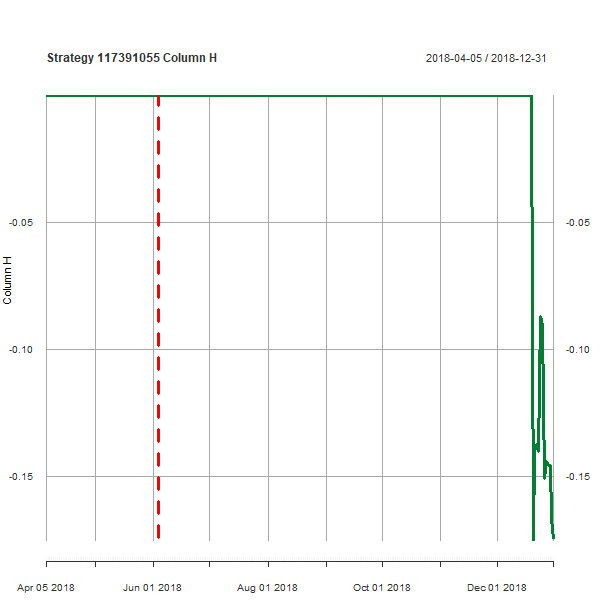 Strategy 117391055 Column H
2018-04-05 / 2018-12-31
-0.05
-0.05
Column H
-0.10
-0.10
-0.15
-0.15
Apr 05 2018
Jun 01 2018
Aug 01 2018
Oct 01 2018
Dec 01 2018